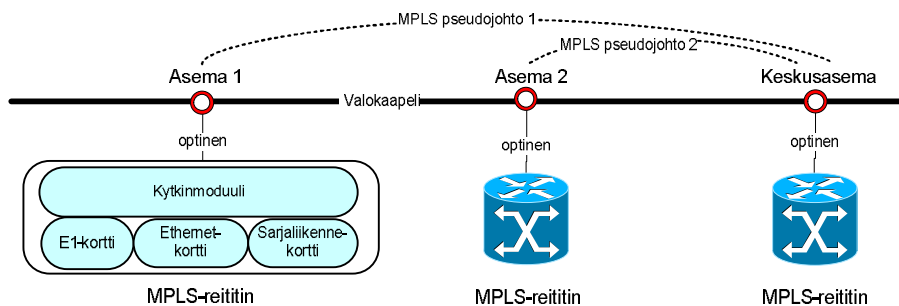 MPLS pseudojohto 1
MPLS pseudojohto 2
Asema 1
Asema 2
Keskusasema
Valokaapeli
optinen
optinen
optinen
Kytkinmoduuli
E1-kortti
Ethernet-
kortti
Sarjaliikenne-
kortti
MPLS-reititin
MPLS-reititin
MPLS-reititin